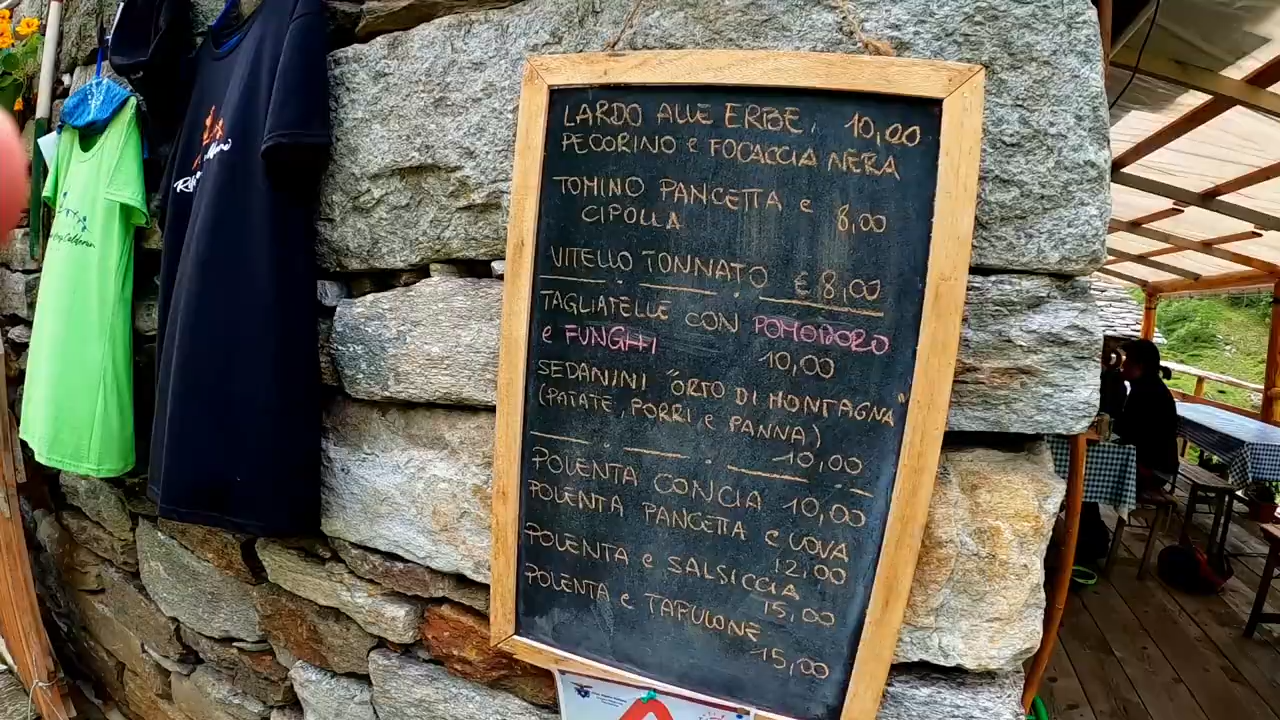 LARDO ALLE ERBE, 10,00
PECORINO e FOCACCIA NERA
TOMINO PANCETTA e 8,00
CIPOLLA
VITELLO TONNATO € 8,00
TAGLIATELLE CON POMODORO
e FUNGHI 10,00
SEDANINI "ORTO DI MONTAGNA"
(PATATE, PORRI, e PANNA)
10,00
POLENTA CONCIA 10,00
POLENTA PANCETTA e UOVA
12,00
POLENTA e SALSICCIA
15,00
POLENTA e TAPULONE
15,00